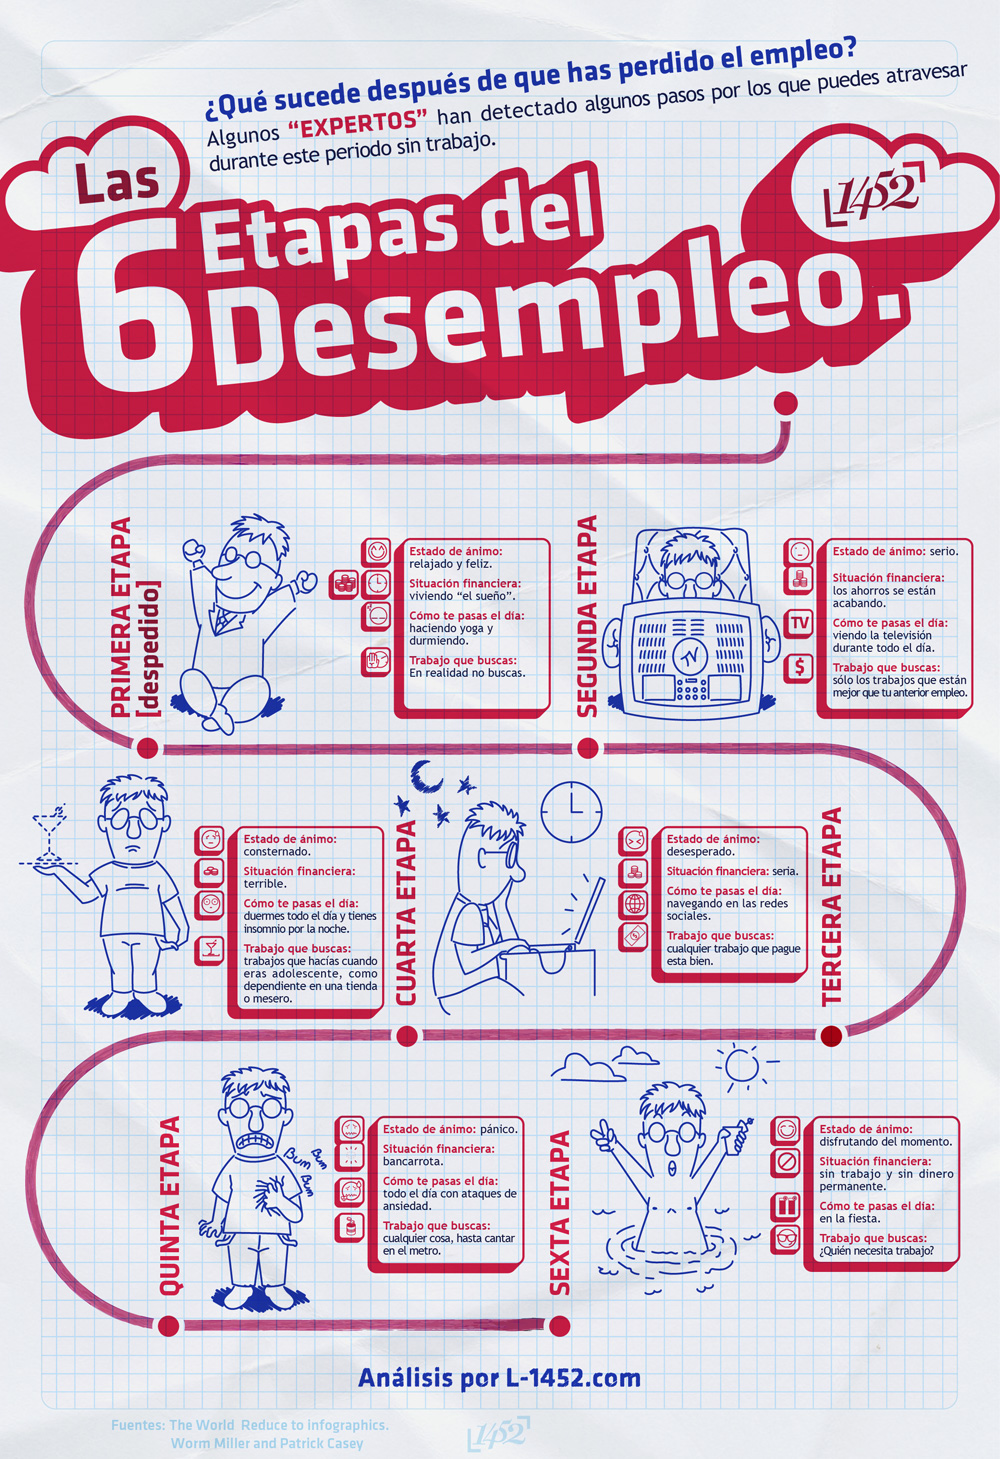 ¿Qué sucede después de que has perdido el empleo?
Algunos “EXPERTOS” han detectado algunos pasos por los que puedes atravesar
durante este periodo sin trabajo.
Las
6
Etapas del
Desempleo.
1452
PRIMERA ETAPA
[despedido]
Estado de ánimo:
relajado y feliz.
Situación financiera:
viviendo “el sueño”.
Cómo te pasas el día:
haciendo yoga y
durmiendo.
Trabajo que buscas:
En realidad no buscas.
SEGUNDA ETAPA
TV
TV
$
Estado de ánimo: serio.
Situación financiera:
los ahorros se están
acabando.
Cómo te pasas el día:
viendo la televisión
durante todo el día.
Trabajo que buscas:
sólo los trabajos que están
mejor que tu anterior empleo.
TERCERA ETAPA
Estado de ánimo:
desesperado.
Situación financiera: seria.
Cómo te pasas el día:
navegando en las redes
sociales.
Trabajo que buscas:
cualquier trabajo que pague
esta bien.
CUARTA ETAPA
Estado de ánimo:
consternado.
Situación financiera:
terrible.
Cómo te pasas el día:
duermes todo el día y tienes
insomnio por la noche.
Trabajo que buscas:
trabajos que hacías cuando
eras adolescente, como
dependiente en una tienda
o mesero.
QUINTA ETAPA
BUM
BUM
BUM
Estado de ánimo: pánico.
Situación financiera:
bancarrota.
Cómo te pasas el día:
todo el día con ataques de
ansiedad.
Trabajo que buscas:
cualquier cosa, hasta cantar
en el metro.
SEXTA ETAPA
Estado de ánimo:
disfrutando del momento.
Situación financiera:
sin trabajo y sin dinero
permanente.
Cómo te pasas el día:
en la fiesta.
Trabajo que buscas:
¿Quién necesita trabajo?
Análisis por L-1452.com
Fuentes: The World Reduce to infographics.
Worm Miller and Patrick Casey
1452